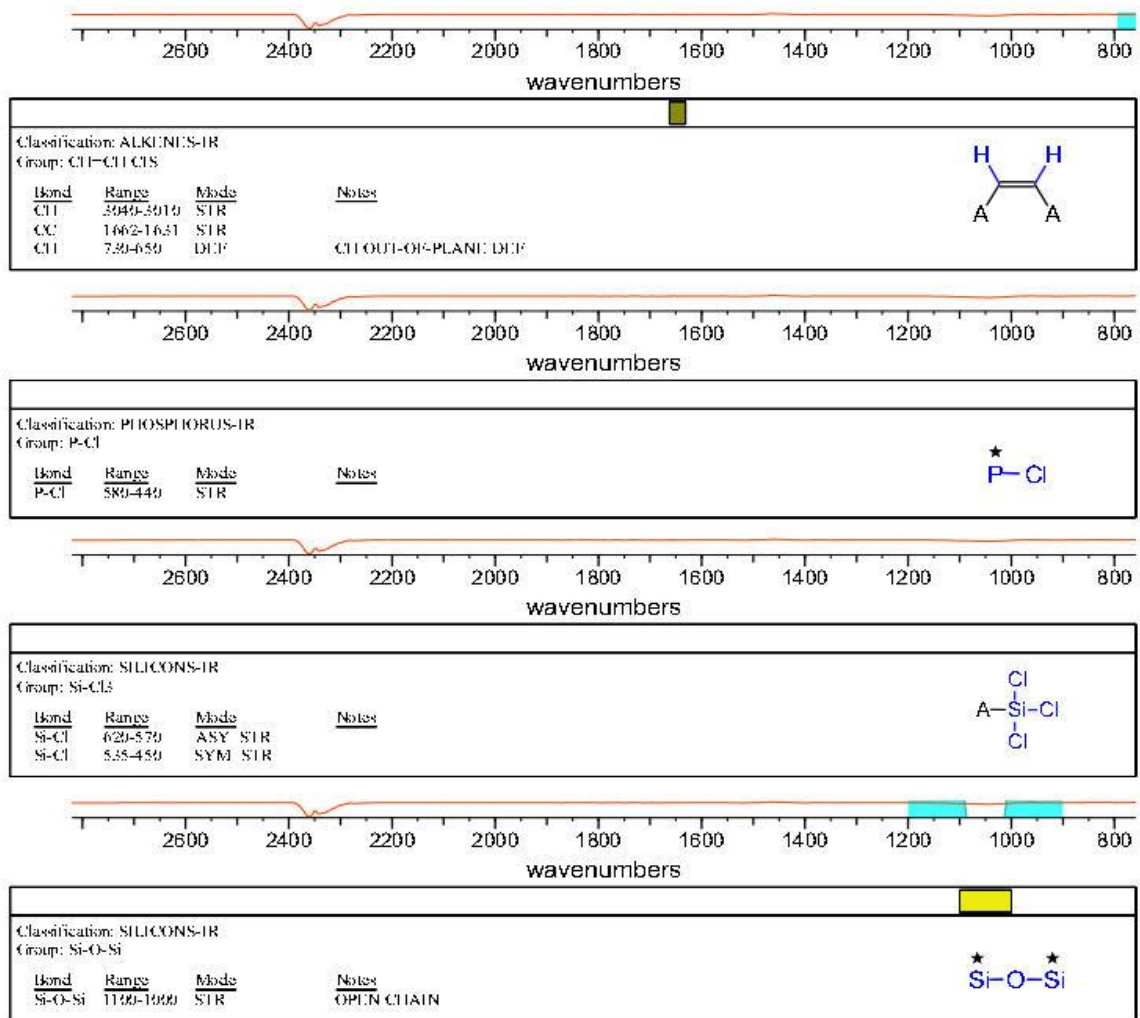 2600 2400 2200 2000 1800 1600 1400 1200 1000 800
wavenumbers
Classification: ALKENES-IR
Group: CH=CH CIS
Bond Range Mode Notes
CH 3040-3010 STR
CC 1662-1631 STR
CH 730-650 DEF CH OUT-OF-PLANE DEF
H H
A A
2600 2400 2200 2000 1800 1600 1400 1200 1000 800
wavenumbers
Classification: PHOSPHORUS-IR
Group: P-Cl
Bond Range Mode Notes
P-Cl 580-440 STR
P Cl
2600 2400 2200 2000 1800 1600 1400 1200 1000 800
wavenumbers
Classification: SILICONS-IR
Group: Si-Cl3
Bond Range Mode Notes
Si-Cl 620-570 ASY STR
Si-Cl 535-450 SYM STR
Cl
A-Si-Cl
Cl
2600 2400 2200 2000 1800 1600 1400 1200 1000 800
wavenumbers
Classification: SILICONS-IR
Group: Si-O-Si
Bond Range Mode Notes
Si-O-Si 1100-1000 STR OPEN CHAIN
Si-O-Si